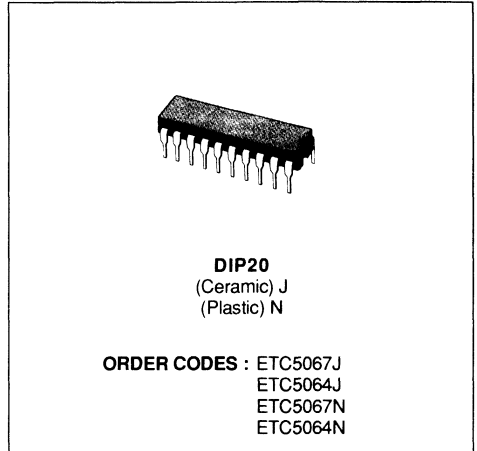 DIP20
(Ceramic) J
(Plastic) N
ORDER CODES : ETC5067J
ETC5064J
ETC5067N
ETC5064N